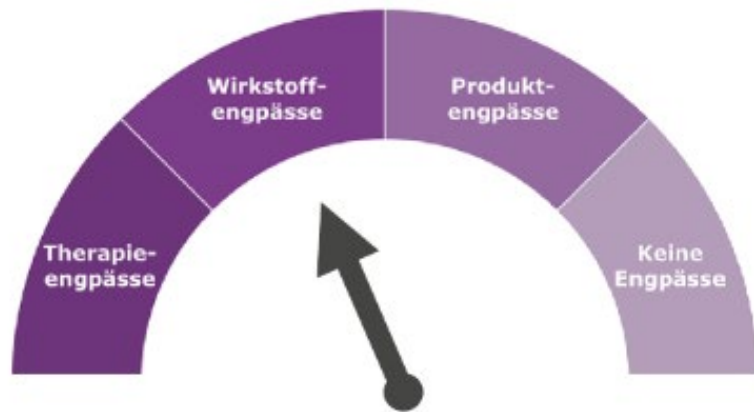 Wirkstoff-
engpässe
Produkt-
engpässe
Therapie-
engpässe
Keine
Engpässe